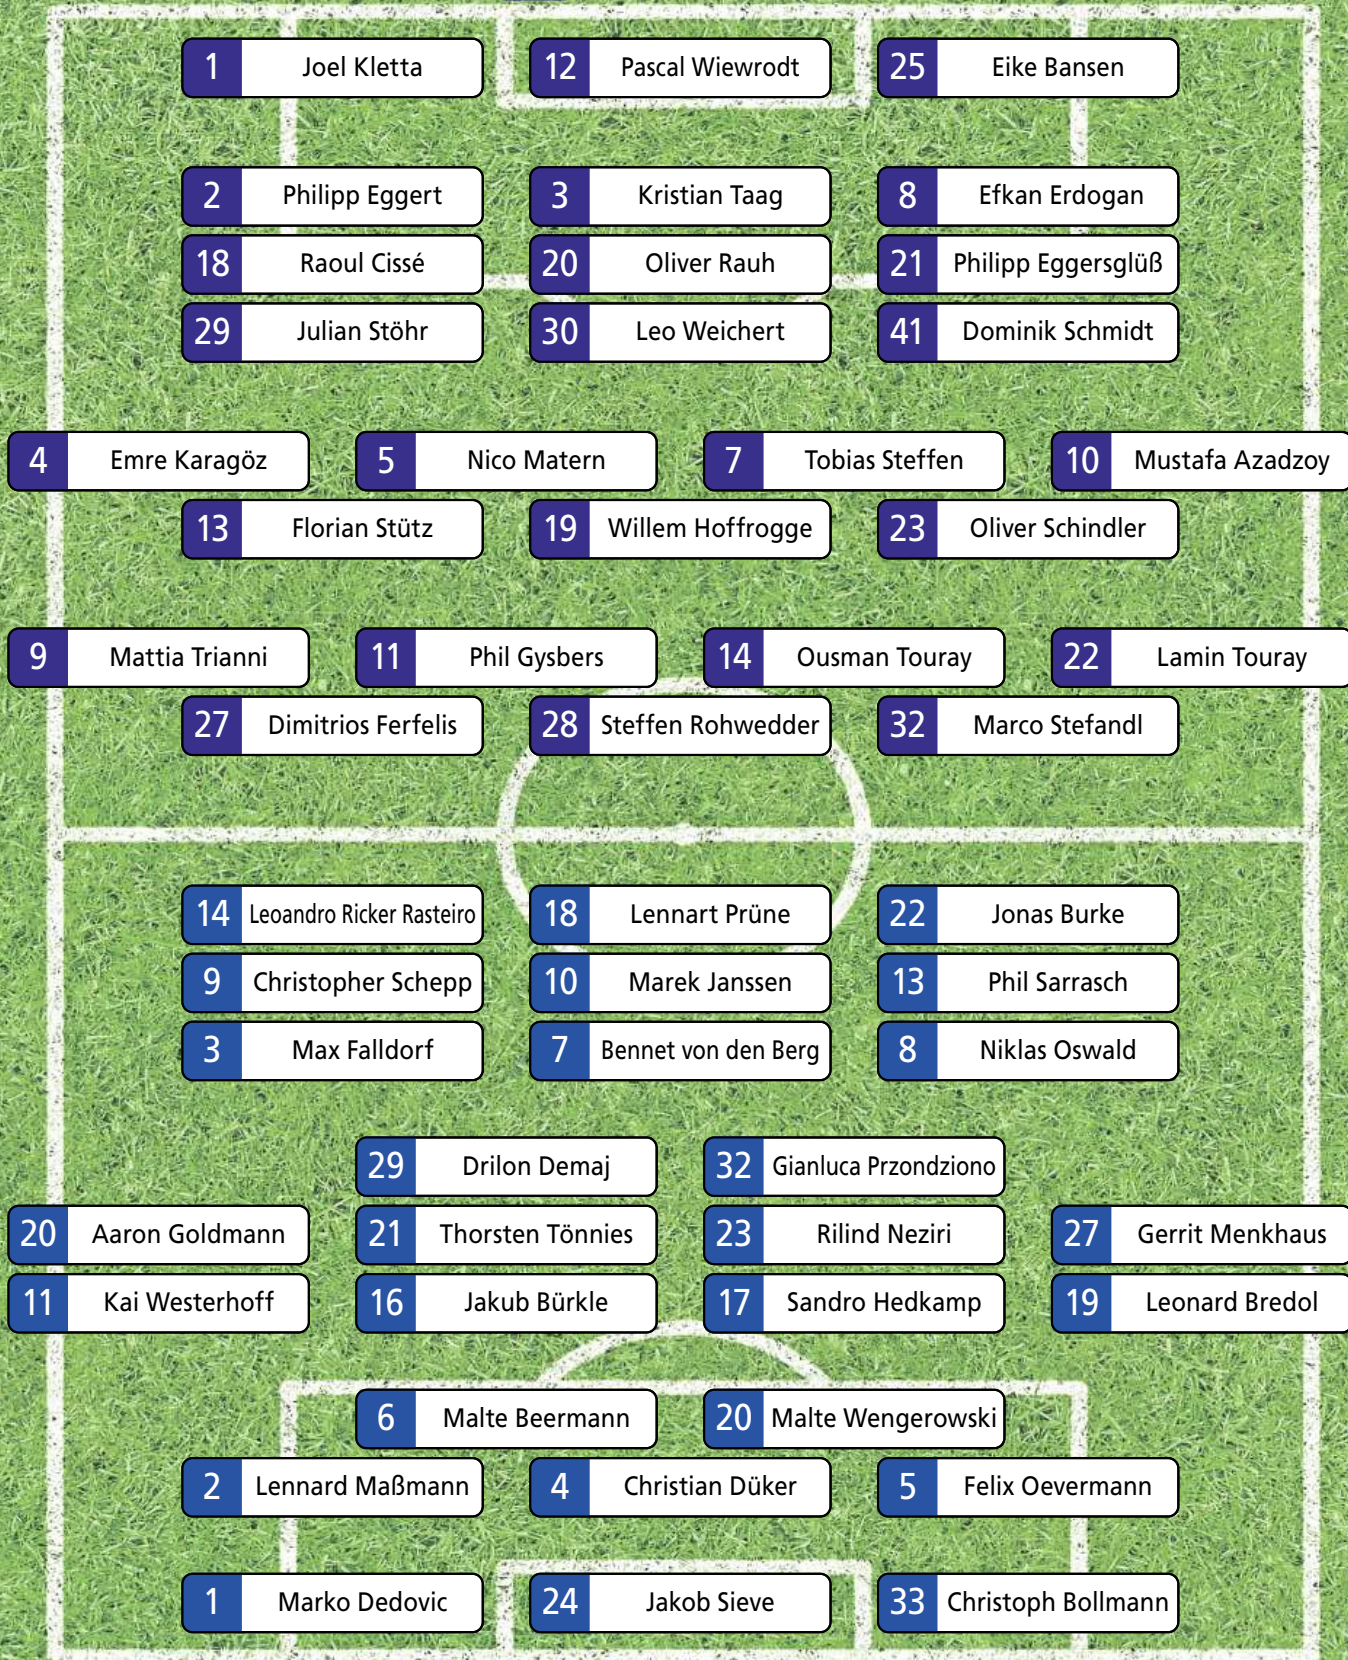 1 Joel Kletta 12 Pascal Wiewrodt 25 Eike Bansen
2 Philipp Eggert 3 Kristian Taag 8 Efkan Erdogan
18 Raoul Cissé 20 Oliver Rauh 21 Philipp Eggersglüß
29 Julian Stöhr 30 Leo Weichert 41 Dominik Schmidt
4 Emre Karagöz 5 Nico Matern 7 Tobias Steffen 10 Mustafa Azadzoy
13 Florian Stütz 19 Willem Hoffrogge 23 Oliver Schindler
9 Mattia Trianni 11 Phil Gysbers 14 Ousman Touray 22 Lamin Touray
27 Dimitrios Ferfelis 28 Steffen Rohwedder 32 Marco Stefandl
14 Leoandro Ricker Rasteiro 18 Lennart Prüne 22 Jonas Burke
9 Christopher Schepp 10 Marek Janssen 13 Phil Sarrasch
3 Max Falldorf 7 Bennet von den Berg 8 Niklas Oswald
29 Drilon Demaj 32 Gianluca Przondziono
20 Aaron Goldmann 21 Thorsten Tönnies 23 Rilind Neziri 27 Gerrit Menkhaus
11 Kai Westerhoff 16 Jakub Bürkle 17 Sandro Hedkamp 19 Leonard Bredol
6 Malte Beermann 20 Malte Wengerowski
2 Lennard Maßmann 4 Christian Düker 5 Felix Oevermann
1 Marko Dedovic 24 Jakob Sieve 33 Christoph Bollmann